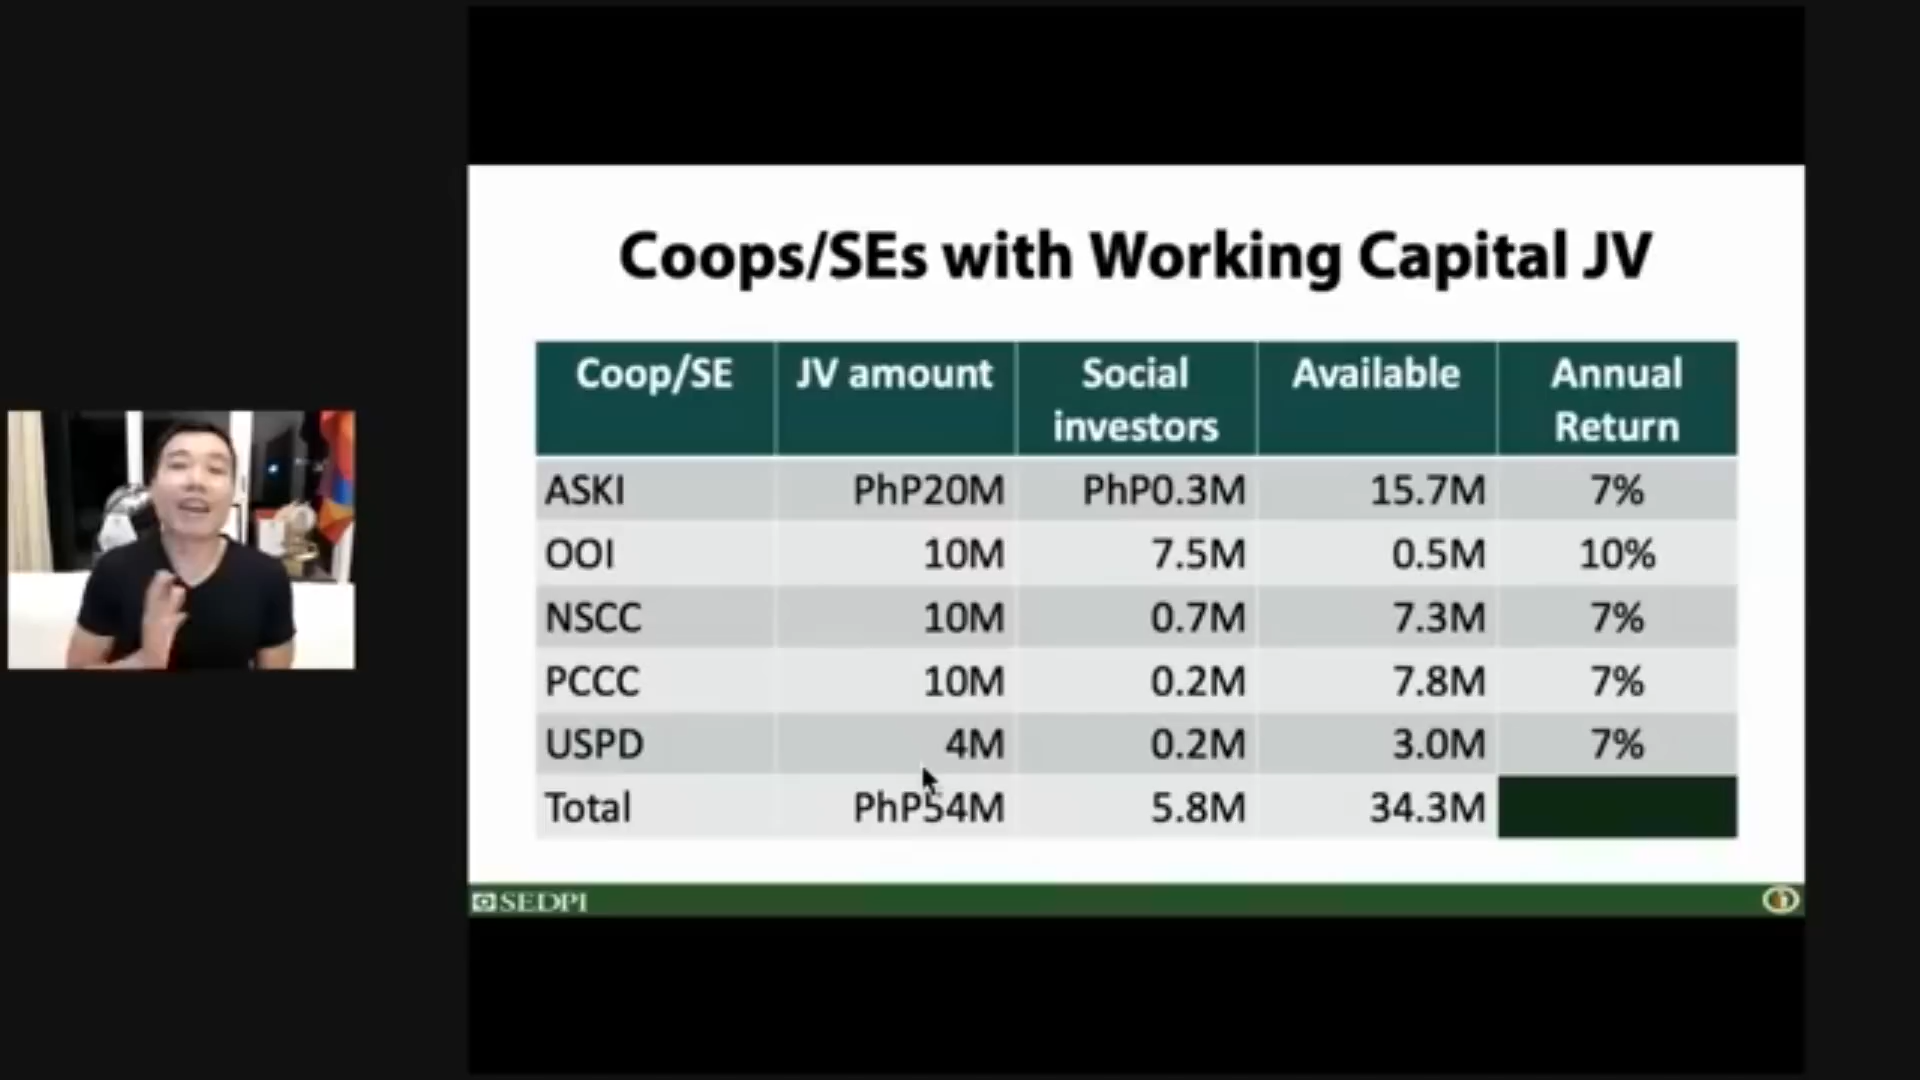 Coops/SEs with Working Capital JV
Coop/SE JV amount Social investors Available Annual Return
ASKI PhP20M PhP0.3M 15.7M 7%
OOI 10M 7.5M 0.5M 10%
NSCC 10M 0.7M 7.3M 7%
PCCC 10M 0.2M 7.8M 7%
USPD 4M 0.2M 3.0M 7%
Total PhP54M 5.8M 34.3M
SEDPI